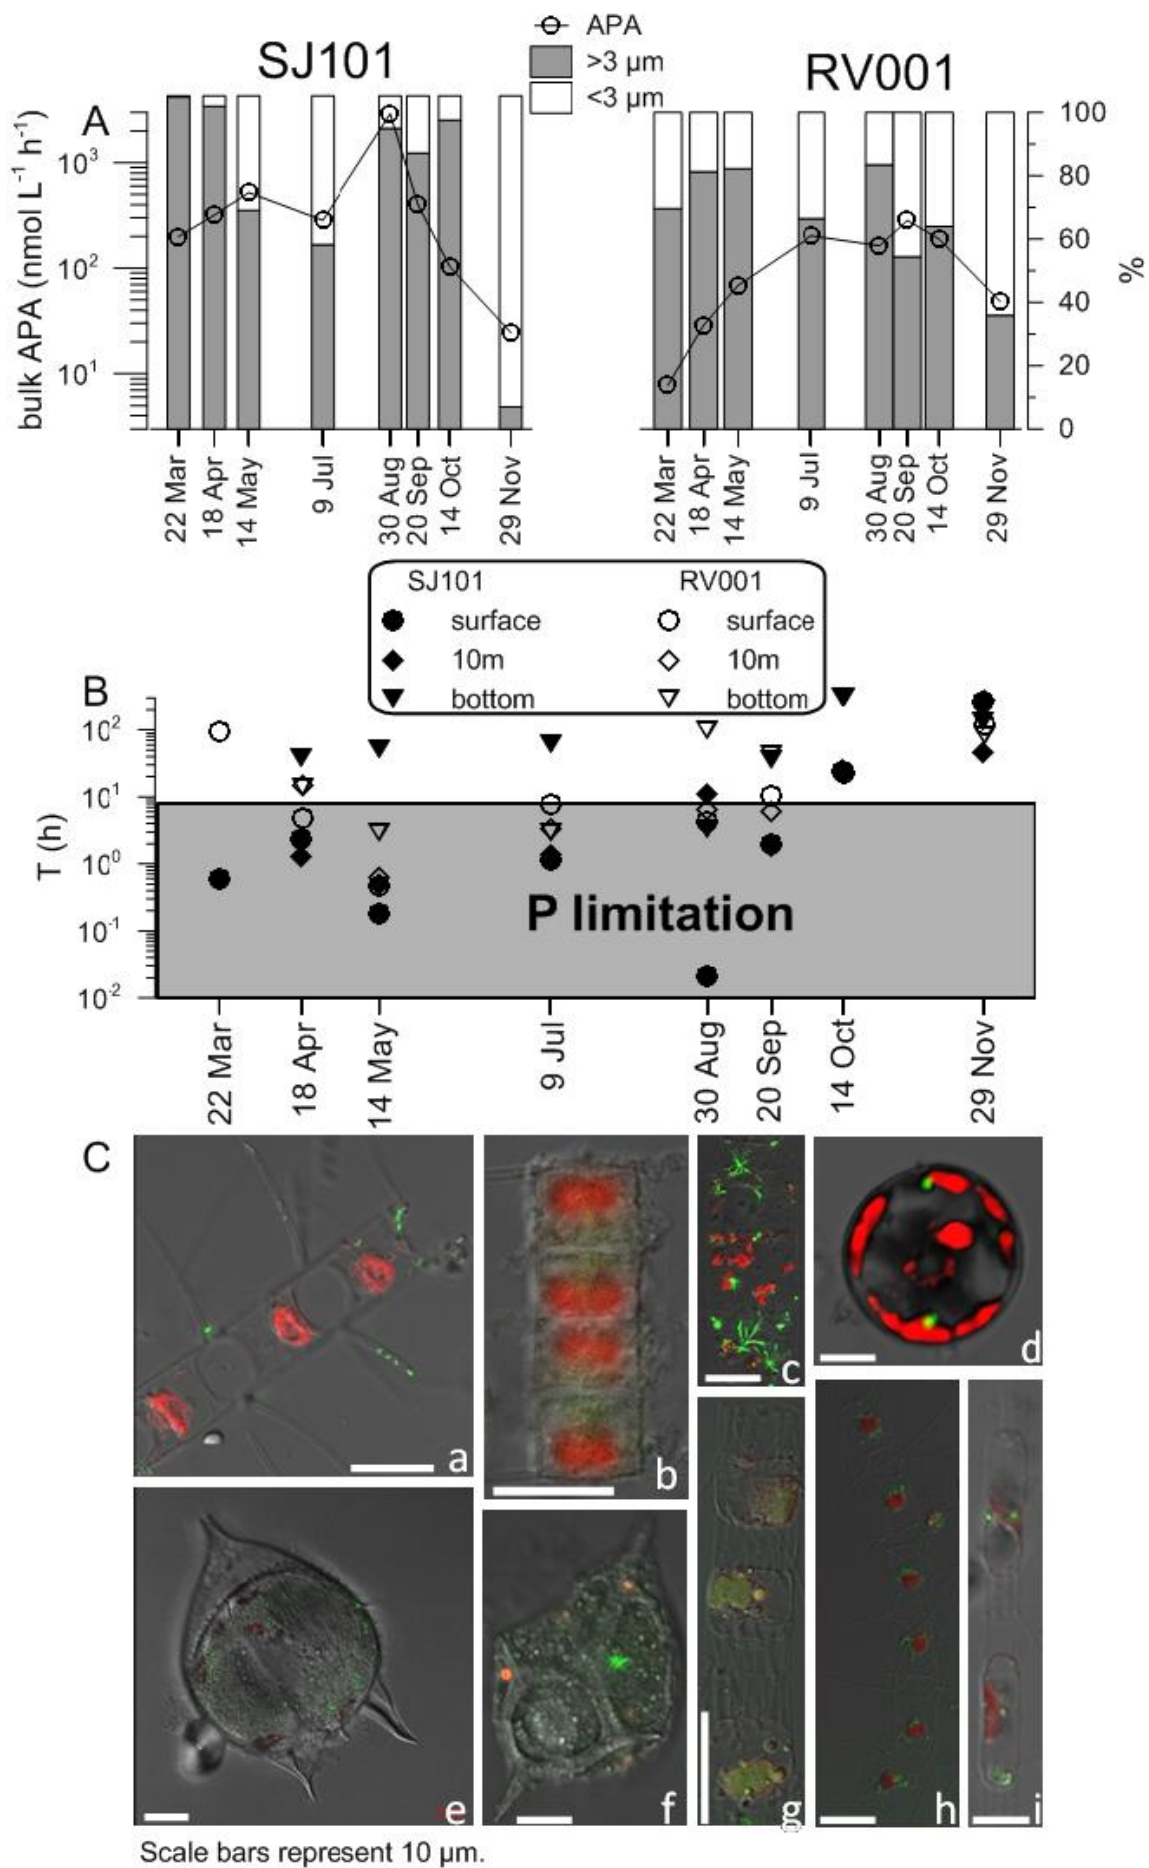 APA
>3 µm
<3 µm
SJ101
RV001
A
bulk APA (nmol L⁻¹ h⁻¹)
10³
10²
10¹
100
80
60
40
20
0
%
22 Mar
18 Apr
14 May
9 Jul
30 Aug
20 Sep
14 Oct
29 Nov
22 Mar
18 Apr
14 May
9 Jul
30 Aug
20 Sep
14 Oct
29 Nov
SJ101 RV001
surface surface
10m 10m
bottom bottom
B
T (h)
10²
10¹
10⁰
10⁻¹
10⁻²
P limitation
22 Mar
18 Apr
14 May
9 Jul
30 Aug
20 Sep
14 Oct
29 Nov
C
a
b
c
d
e
f
g
h
i
Scale bars represent 10 µm.